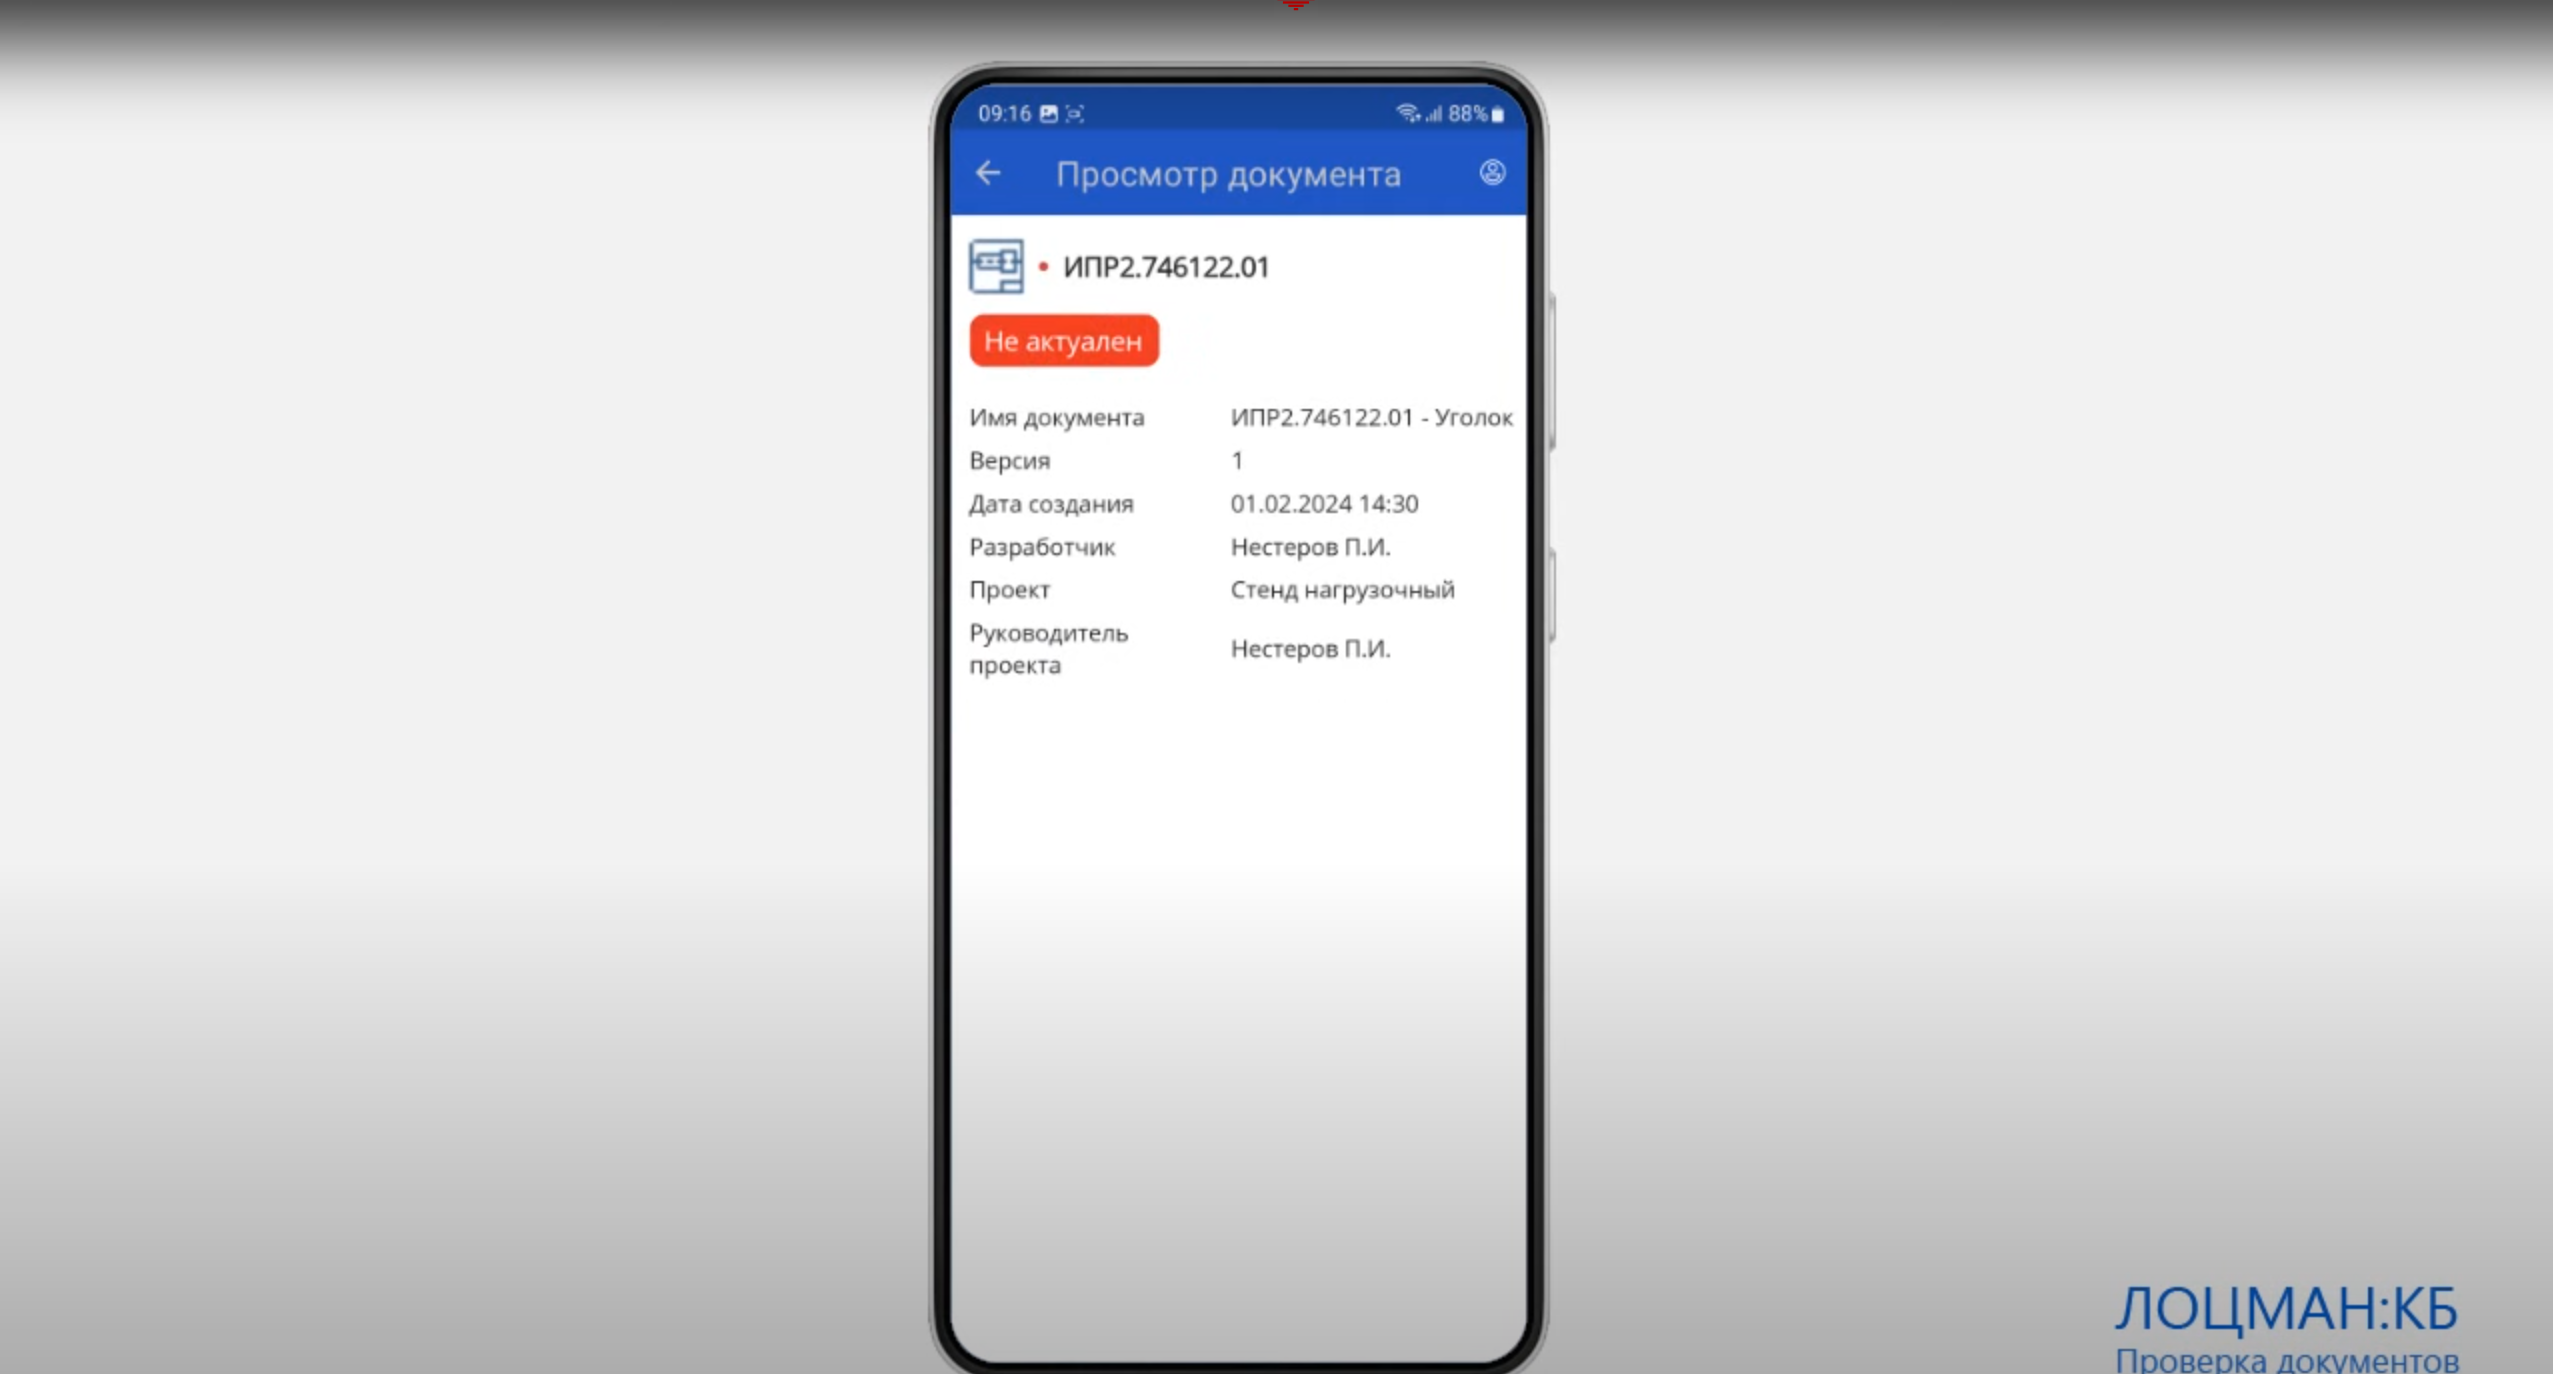 09:16 88%
Просмотр документа
ИПР2.746122.01
Не актуален
Имя документа ИПР2.746122.01 - Уголок
Версия 1
Дата создания 01.02.2024 14:30
Разработчик Нестеров П.И.
Проект Стенд нагрузочный
Руководитель
проекта Нестеров П.И.
ЛОЦМАН:КБ
Проверка документов